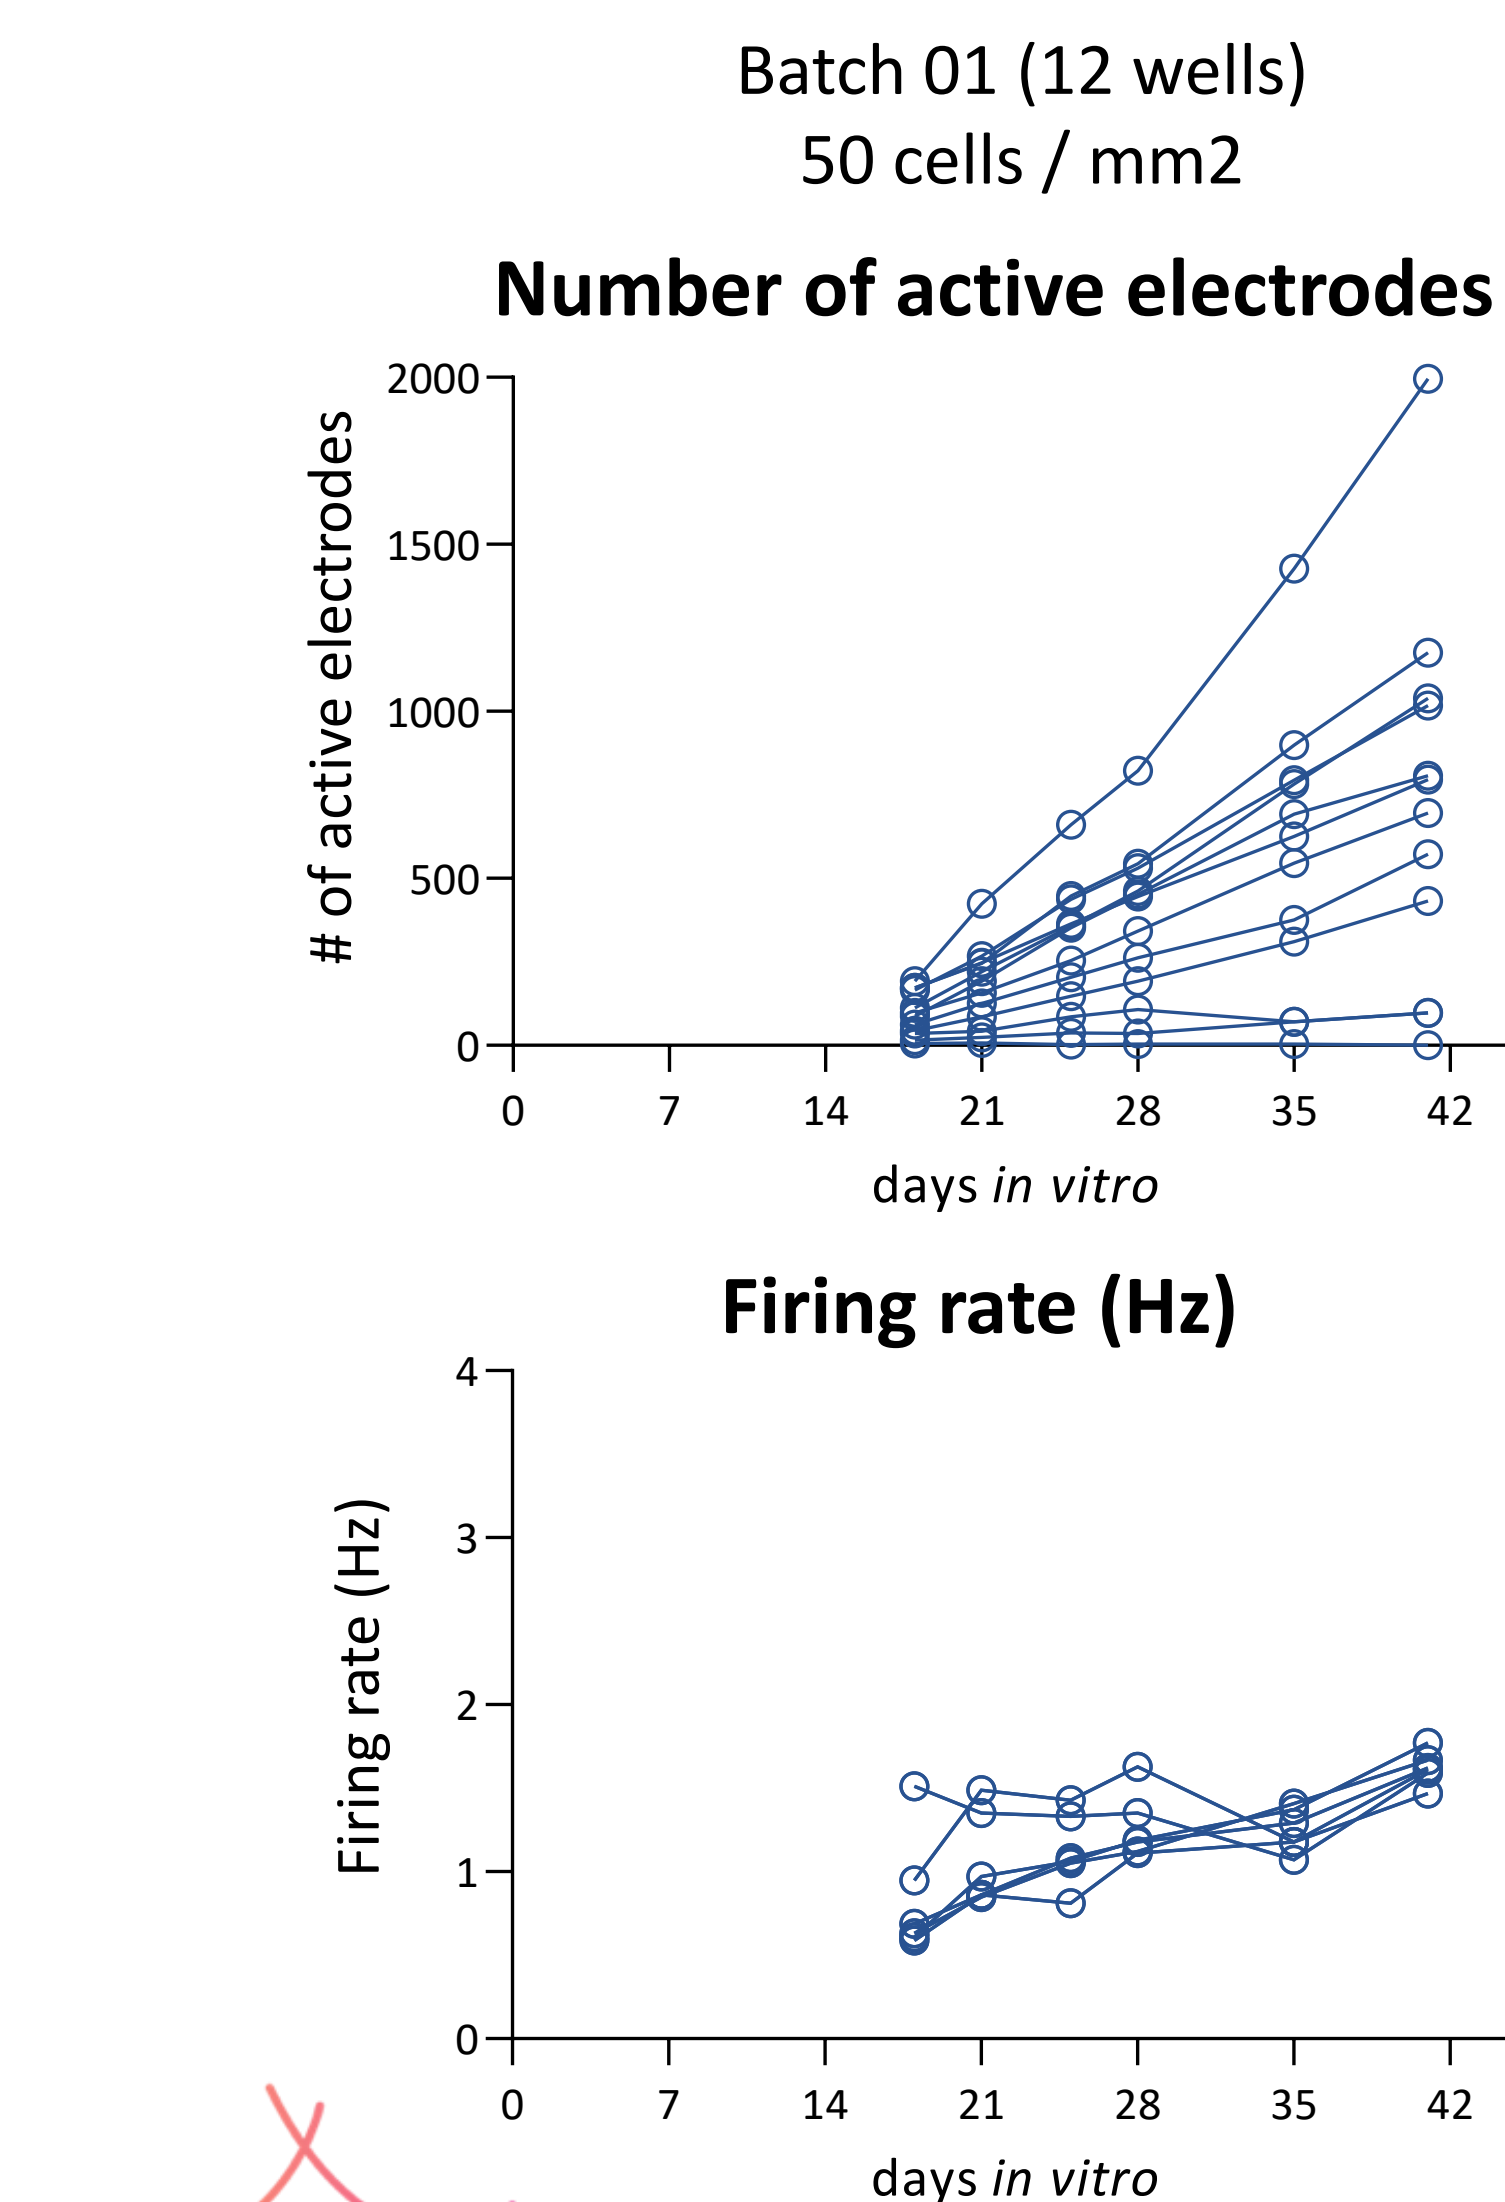 Batch 01 (12 wells)
50 cells / mm2
Number of active electrodes
# of active electrodes
2000
1500
1000
500
0
0 7 14 21 28 35 42
days in vitro
Firing rate (Hz)
Firing rate (Hz)
4
3
2
1
0
0 7 14 21 28 35 42
days in vitro